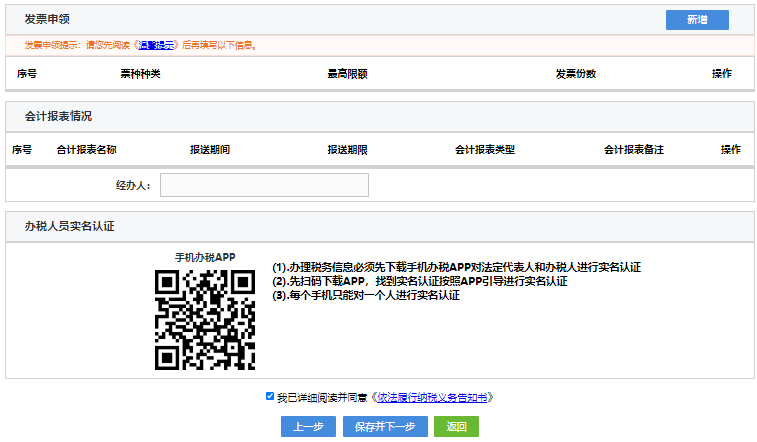 发票申领
新增
发票申领提示：请您先阅读《温馨提示》后再填写以下信息。
序号 票种种类 最高限额 发票份数 操作
会计报表情况
序号 合计报表名称 报送期间 报送期限 会计报表类型 会计报表备注 操作
经办人：
办税人员实名认证
手机办税APP
(1).办理税务信息必须先下载手机办税APP对法定代表人和办税人进行实名认证
(2).先扫码下载APP，找到实名认证按照APP引导进行实名认证
(3).每个手机只能对一个人进行实名认证
我已详细阅读并同意《依法履行纳税义务告知书》
上一步 保存并下一步 返回